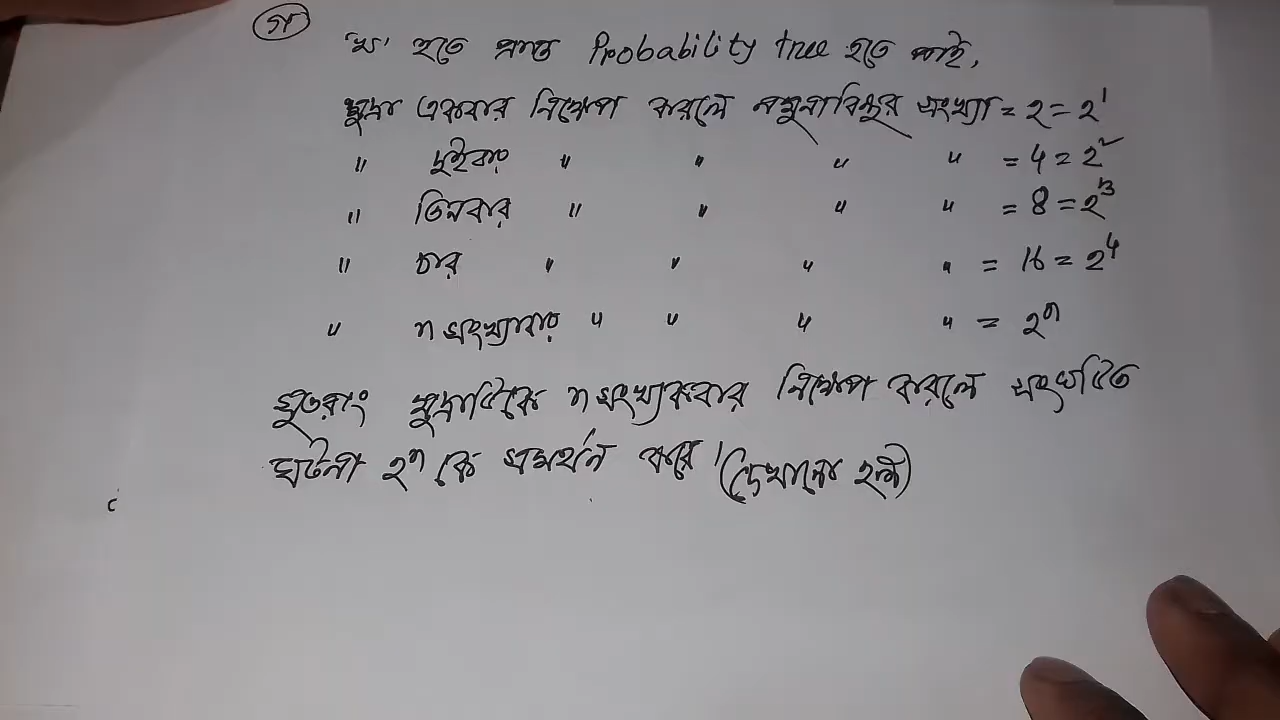 গ
'খ' হতে প্রাপ্ত Probability tree হতে পাই,
মুদ্রা একবার নিক্ষেপ করলে নমুনাবিন্দুর সংখ্যা = 2 = 2¹
" দুইবার " " " " = 4 = 2²
" তিনবার " " " " = 8 = 2³
" চার " " " " = 16 = 2⁴
" n সংখ্যাবার " " " " = 2ⁿ
সুতরাং মুদ্রাটিকে n সংখ্যকবার নিক্ষেপ করলে সংঘটিত
ঘটনা 2ⁿ কে সমর্থন করে। (দেখানো হল)